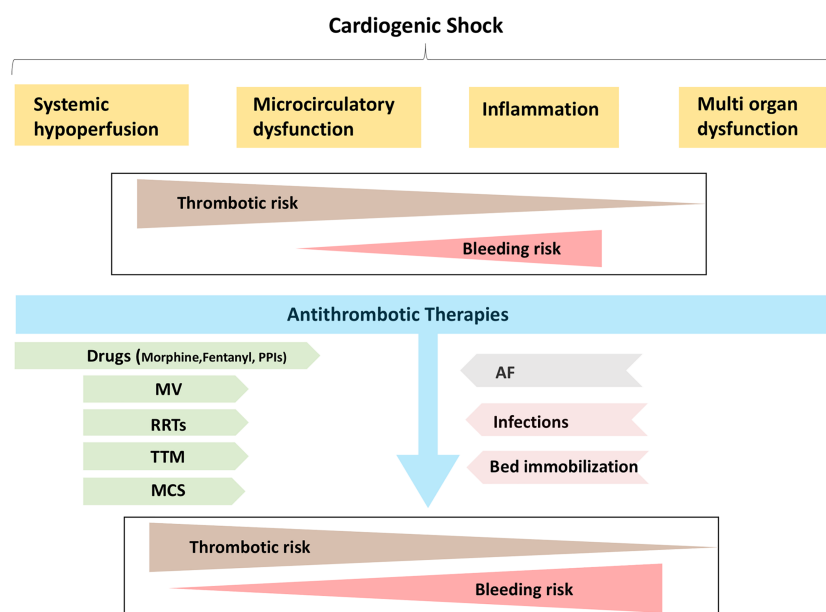 Cardiogenic Shock
Systemic
hypoperfusion
Microcirculatory
dysfunction
Inflammation
Multi organ
dysfunction
Thrombotic risk
Bleeding risk
Antithrombotic Therapies
Drugs (Morphine,Fentanyl, PPIs)
MV
RRTs
TTM
MCS
AF
Infections
Bed immobilization
Thrombotic risk
Bleeding risk